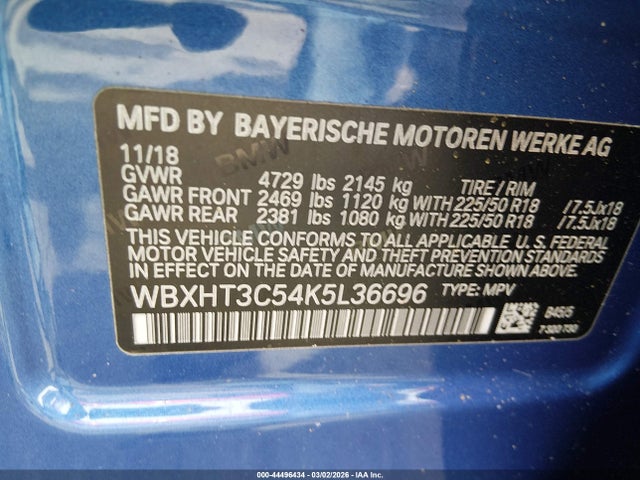 MFD BY BAYERISCHE MOTOREN WERKE AG
11/18
GVWR 4729 lbs 2145 kg TIRE / RIM
GAWR FRONT 2469 lbs 1120 kg WITH 225/50 R18 /7.5Jx18
GAWR REAR 2381 lbs 1080 kg WITH 225/50 R18 /7.5Jx18
THIS VEHICLE CONFORMS TO ALL APPLICABLE U. S. FEDERAL
MOTOR VEHICLE SAFETY AND THEFT PREVENTION STANDARDS
IN EFFECT ON THE DATE OF MANUFACTURE SHOWN ABOVE.
WBXHT3C54K5L36696 TYPE: MPV
B45/5
7300730
000-44496434 - 03/02/2026 - IAA Inc.